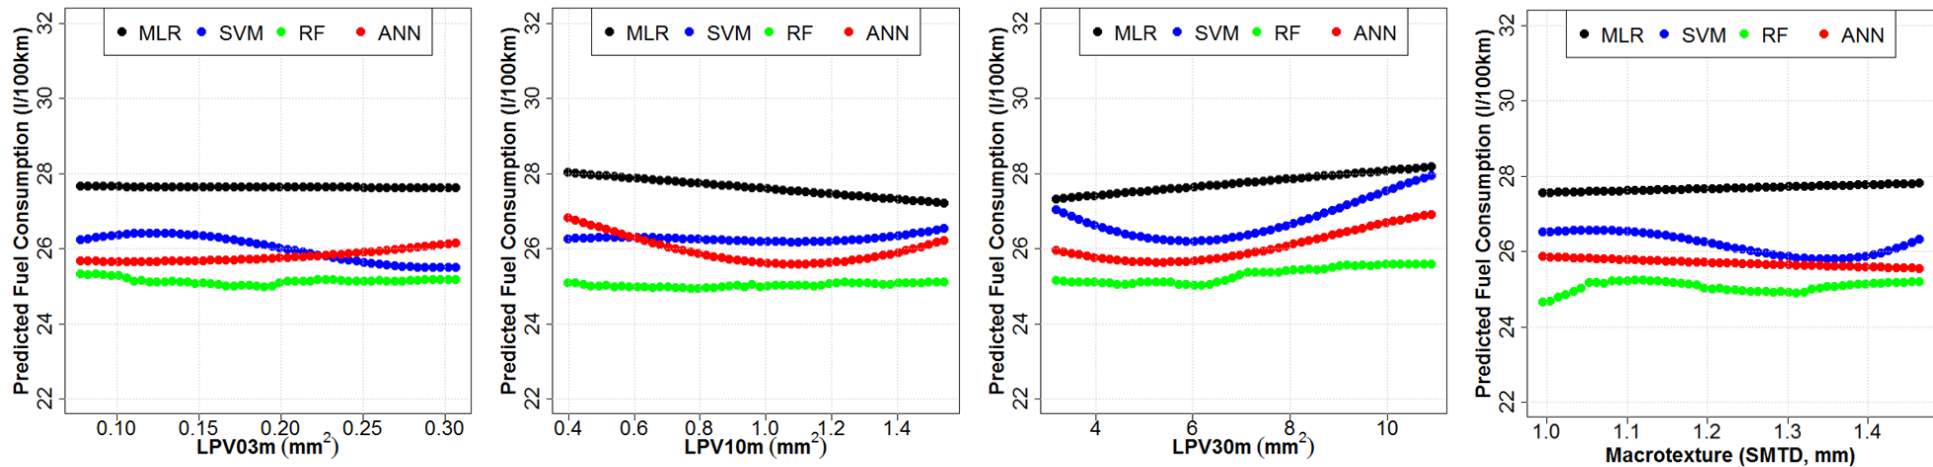 Predicted Fuel Consumption (l/100km)
32
30
28
26
24
22
MLR SVM RF ANN
0.10 0.15 0.20 0.25 0.30
LPV03m (mm²)
Predicted Fuel Consumption (l/100km)
32
30
28
26
24
22
MLR SVM RF ANN
0.4 0.6 0.8 1.0 1.2 1.4
LPV10m (mm²)
Predicted Fuel Consumption (l/100km)
32
30
28
26
24
22
MLR SVM RF ANN
4 6 8 10
LPV30m (mm²)
Predicted Fuel Consumption (l/100km)
32
30
28
26
24
22
MLR SVM RF ANN
1.0 1.1 1.2 1.3 1.4
Macrotexture (SMTD, mm)